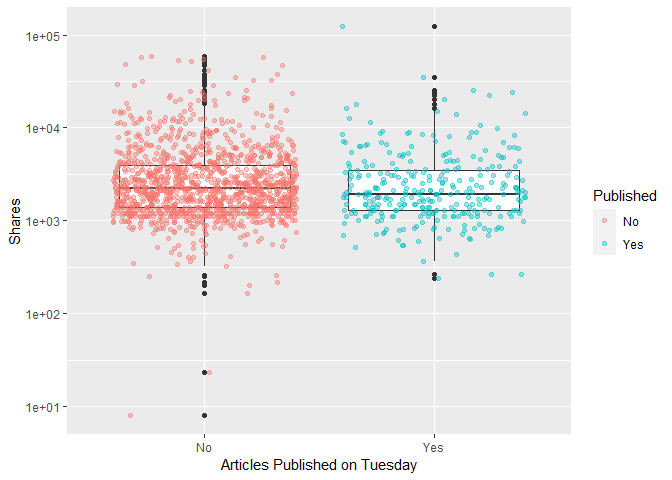 1e+05
1e+04
1e+03
1e+02
1e+01
Shares
No
Yes
Articles Published on Tuesday
Published
No
Yes